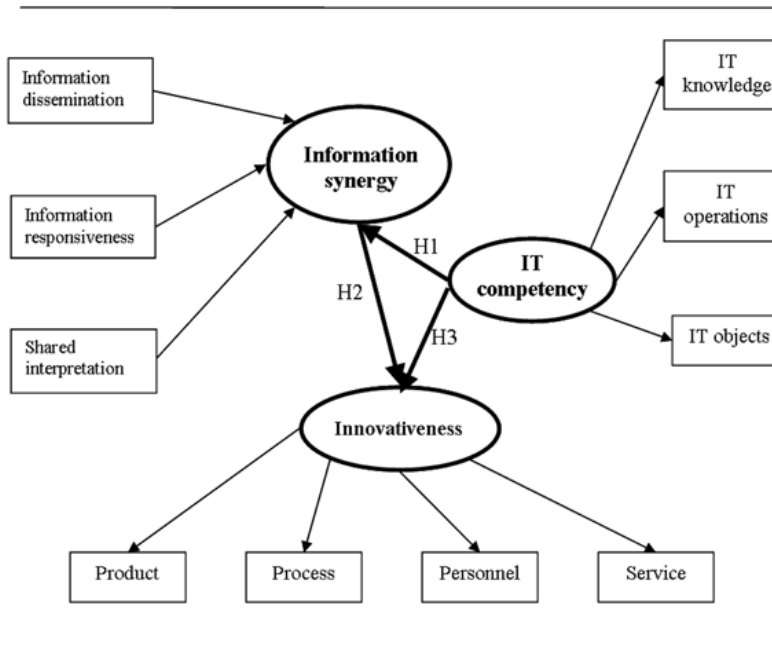 Information
dissemination
IT
knowledge
Information
synergy
IT
operations
Information
responsiveness
H1
IT
competency
H2
H3
IT objects
Shared
interpretation
Innovativeness
Product
Process
Personnel
Service